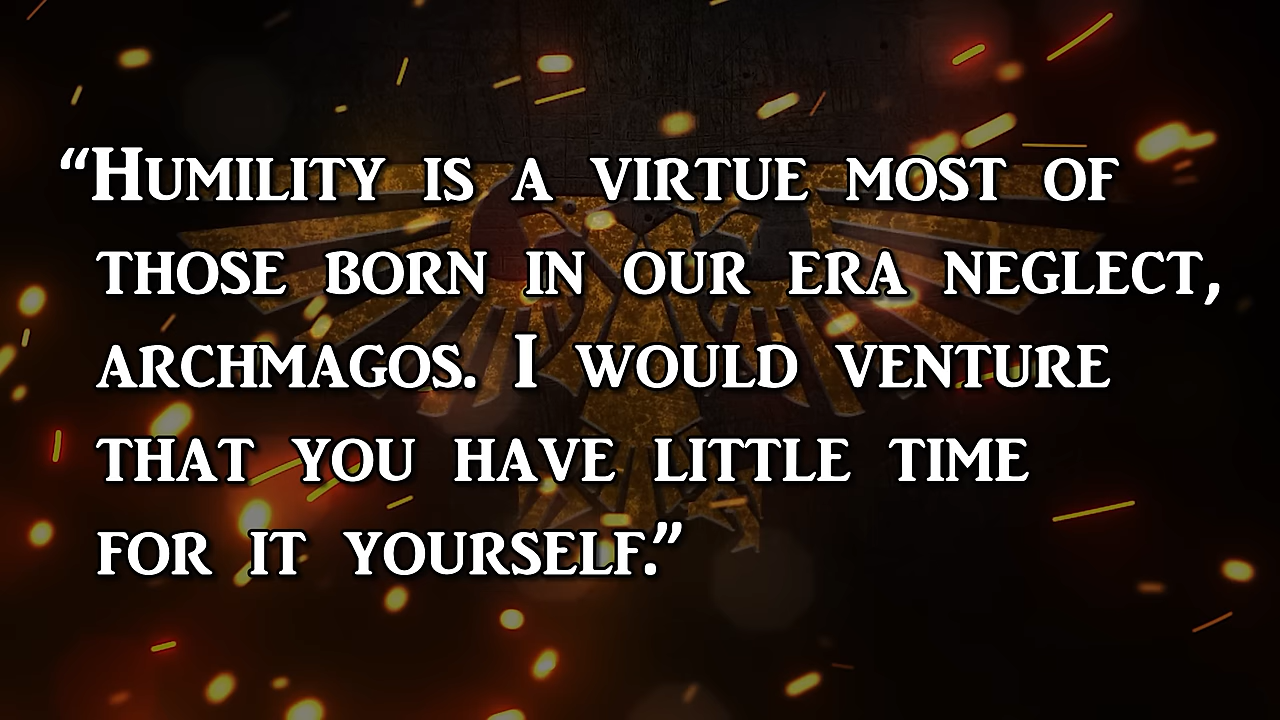 “Humility is a virtue most of
those born in our era neglect,
archmagos. I would venture
that you have little time
for it yourself.”